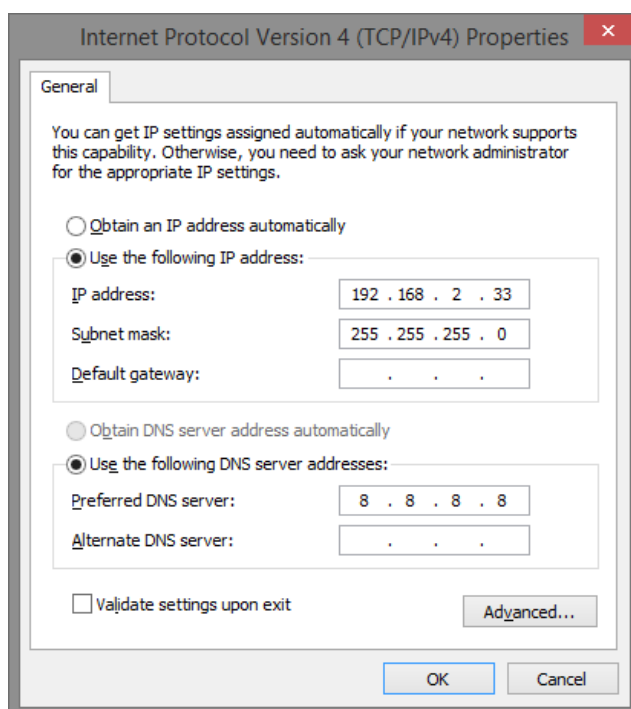 Internet Protocol Version 4 (TCP/IPv4) Properties
General
You can get IP settings assigned automatically if your network supports
this capability. Otherwise, you need to ask your network administrator
for the appropriate IP settings.
Obtain an IP address automatically
Use the following IP address:
IP address: 192 . 168 . 2 . 33
Subnet mask: 255 . 255 . 255 . 0
Default gateway: . . .
Obtain DNS server address automatically
Use the following DNS server addresses:
Preferred DNS server: 8 . 8 . 8 . 8
Alternate DNS server: . . .
Validate settings upon exit
Advanced...
OK Cancel